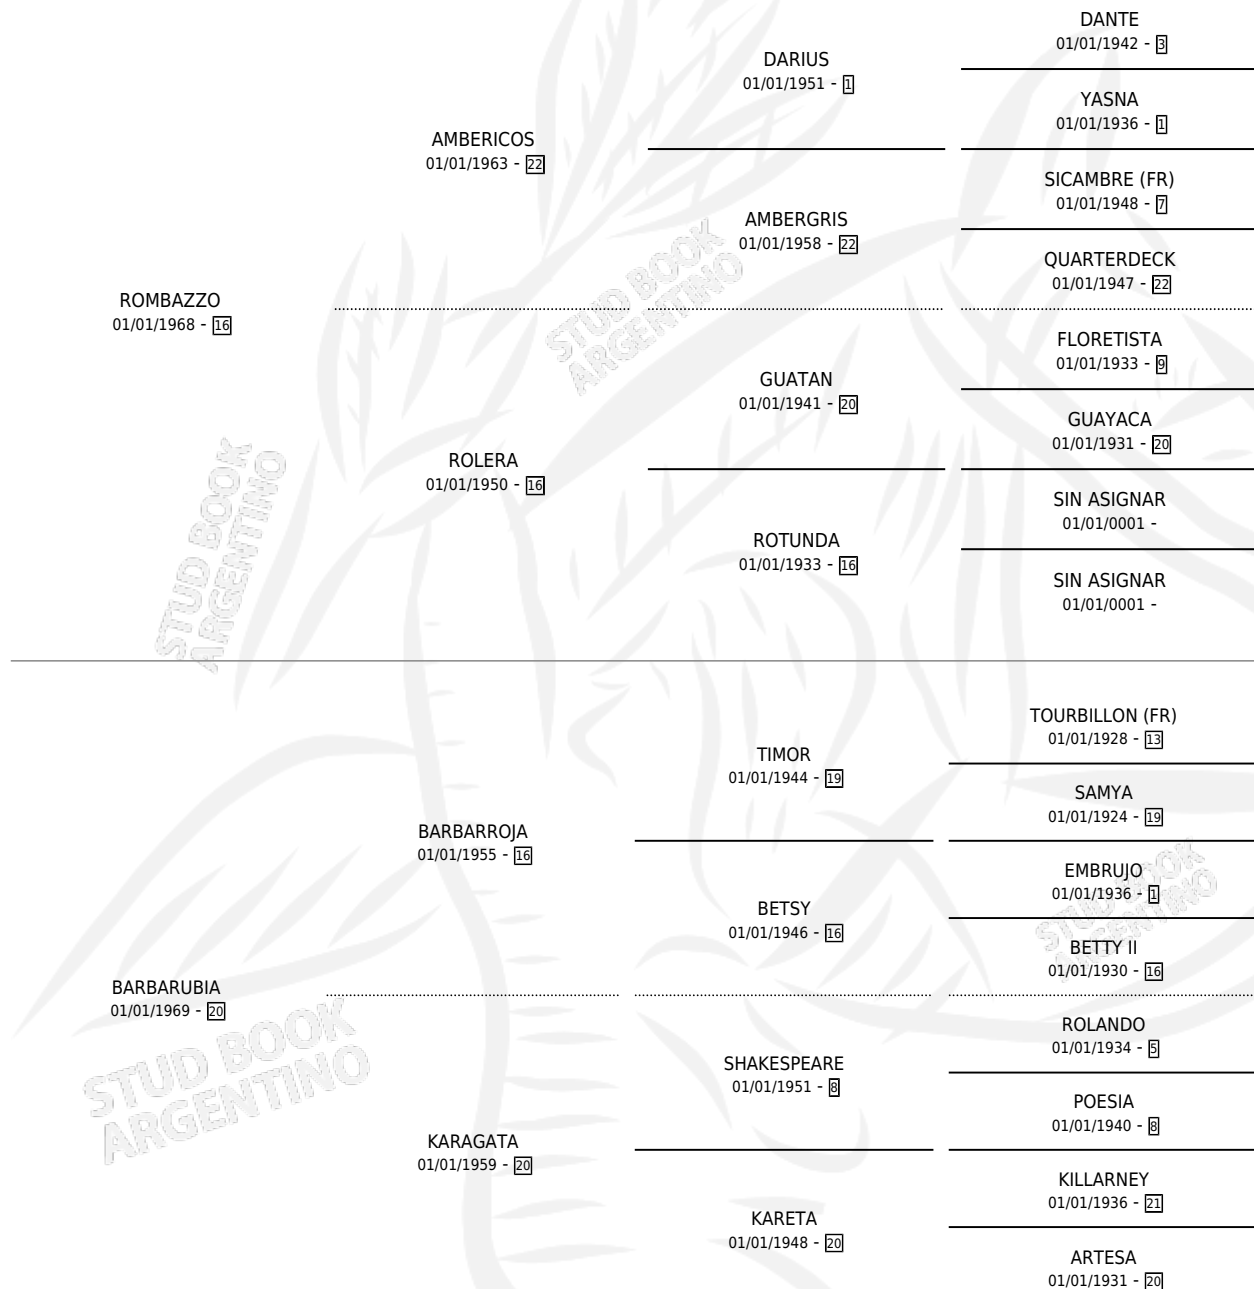 DANTE
01/01/1942 - 3
DARIUS
01/01/1951 - 1
YASNA
01/01/1936 - 1
AMBERICOS
01/01/1963 - 22
SICAMBRE (FR)
01/01/1948 - 7
AMBERGRIS
01/01/1958 - 22
QUARTERDECK
01/01/1947 - 22
ROMBAZZO
01/01/1968 - 16
FLORETISTA
01/01/1933 - 9
GUATAN
01/01/1941 - 20
GUAYACA
01/01/1931 - 20
ROLERA
01/01/1950 - 16
SIN ASIGNAR
01/01/0001 -
ROTUNDA
01/01/1933 - 16
SIN ASIGNAR
01/01/0001 -
TOURBILLON (FR)
01/01/1928 - 13
TIMOR
01/01/1944 - 19
SAMYA
01/01/1924 - 19
BARBARROJA
01/01/1955 - 16
EMBRUJO
01/01/1936 - 1
BETSY
01/01/1946 - 16
BETTY II
01/01/1930 - 16
BARBARUBIA
01/01/1969 - 20
ROLANDO
01/01/1934 - 5
SHAKESPEARE
01/01/1951 - 8
POESIA
01/01/1940 - 8
KARAGATA
01/01/1959 - 20
KILLARNEY
01/01/1936 - 21
KARETA
01/01/1948 - 20
ARTESA
01/01/1931 - 20
STUD BOOK
ARGENTINO
STUD BOOK
ARGENTINO
STUD BOOK
ARGENTINO
STUD BOOK
ARGENTINO